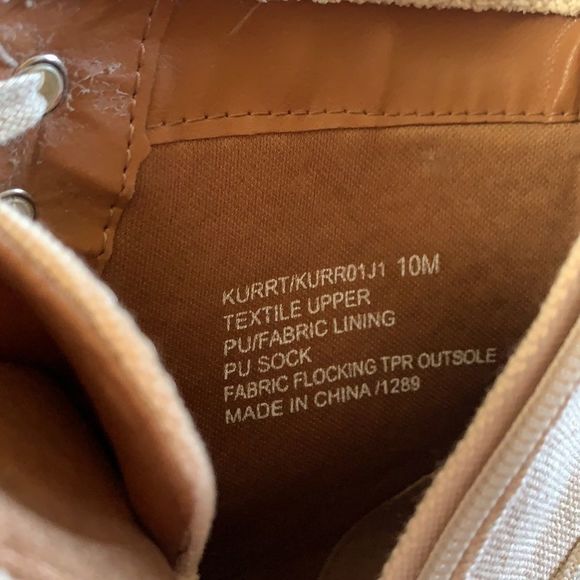 KURRT/KURR01J1 10M
TEXTILE UPPER
PU/FABRIC LINING
PU SOCK
FABRIC FLOCKING TPR OUTSOLE
MADE IN CHINA /1289